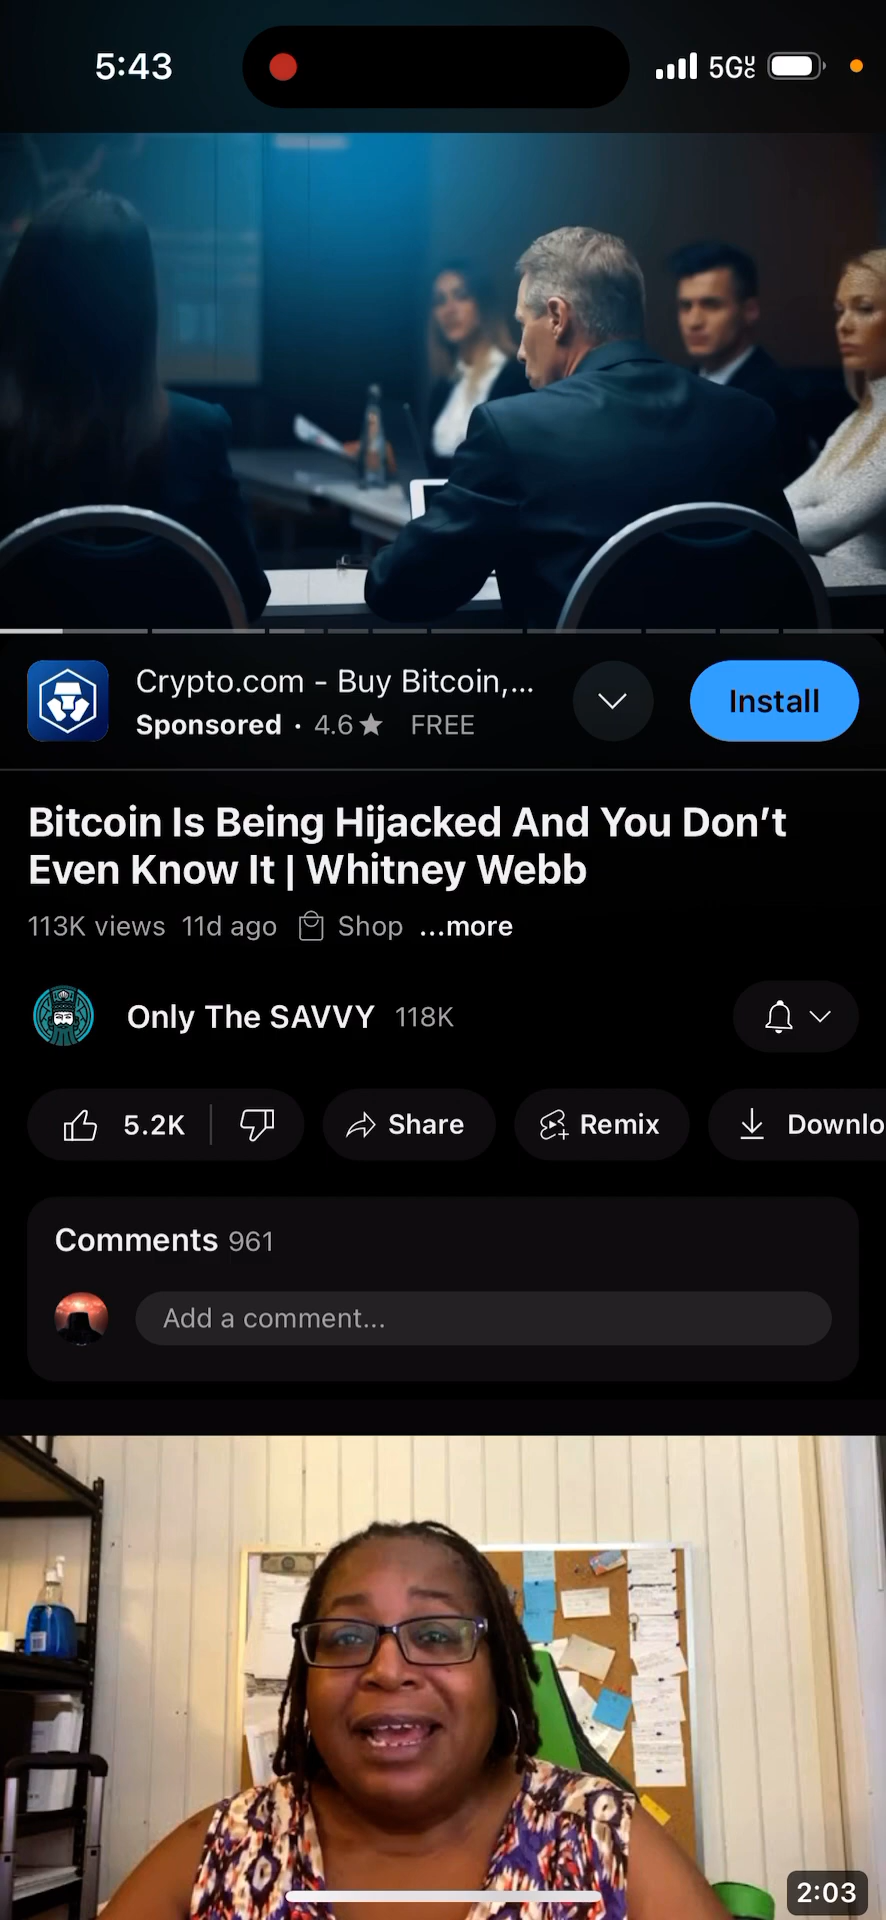 5:43
5GUC
Crypto.com - Buy Bitcoin,...
Install
Sponsored · 4.6★ FREE
Bitcoin Is Being Hijacked And You Don’t
Even Know It | Whitney Webb
113K views 11d ago Shop ...more
Only The SAVVY 118K
5.2K
Share
Remix
Downlo
Comments 961
Add a comment...
2:03